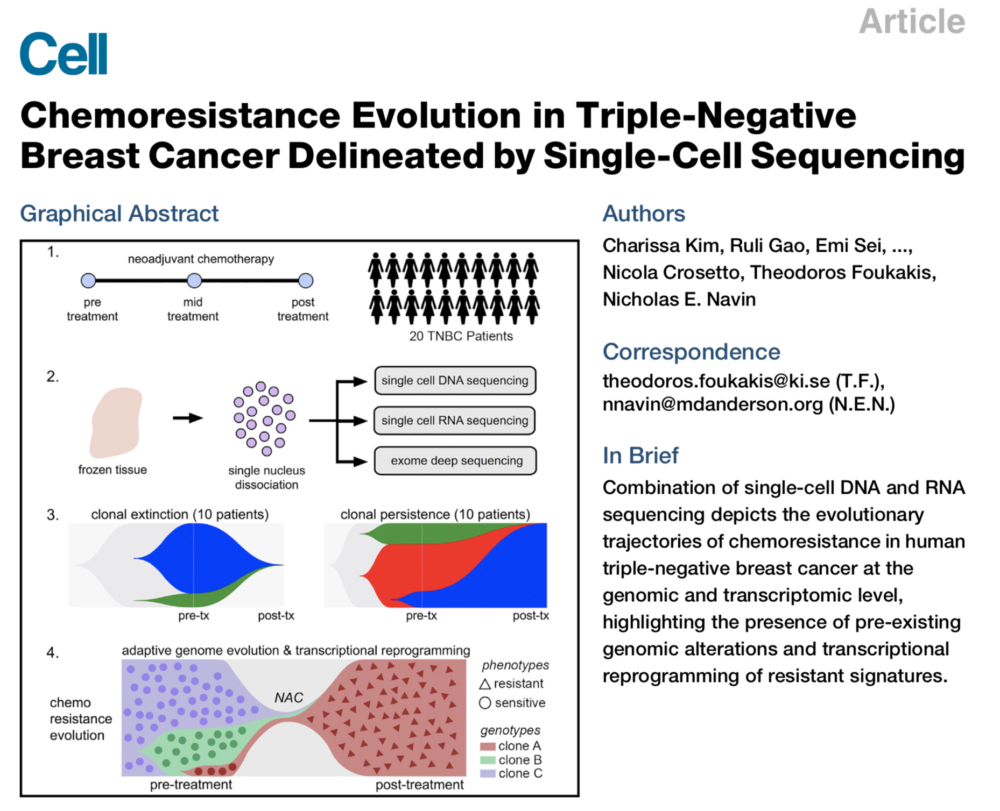 Article
Cell
Chemoresistance Evolution in Triple-Negative
Breast Cancer Delineated by Single-Cell Sequencing
Graphical Abstract
1.
neoadjuvant chemotherapy
pre
treatment
mid
treatment
post
treatment
20 TNBC Patients
2.
frozen tissue
single nucleus
dissociation
single cell DNA sequencing
single cell RNA sequencing
exome deep sequencing
3.
clonal extinction (10 patients)
pre-tx
post-tx
clonal persistence (10 patients)
pre-tx
post-tx
4.
adaptive genome evolution & transcriptional reprogramming
chemo
resistance
evolution
NAC
pre-treatment
post-treatment
phenotypes
resistant
sensitive
genotypes
clone A
clone B
clone C
Authors
Charissa Kim, Ruli Gao, Emi Sei, ...,
Nicola Crosetto, Theodoros Foukakis,
Nicholas E. Navin
Correspondence
theodoros.foukakis@ki.se (T.F.),
nnavin@mdanderson.org (N.E.N.)
In Brief
Combination of single-cell DNA and RNA
sequencing depicts the evolutionary
trajectories of chemoresistance in human
triple-negative breast cancer at the
genomic and transcriptomic level,
highlighting the presence of pre-existing
genomic alterations and transcriptional
reprogramming of resistant signatures.